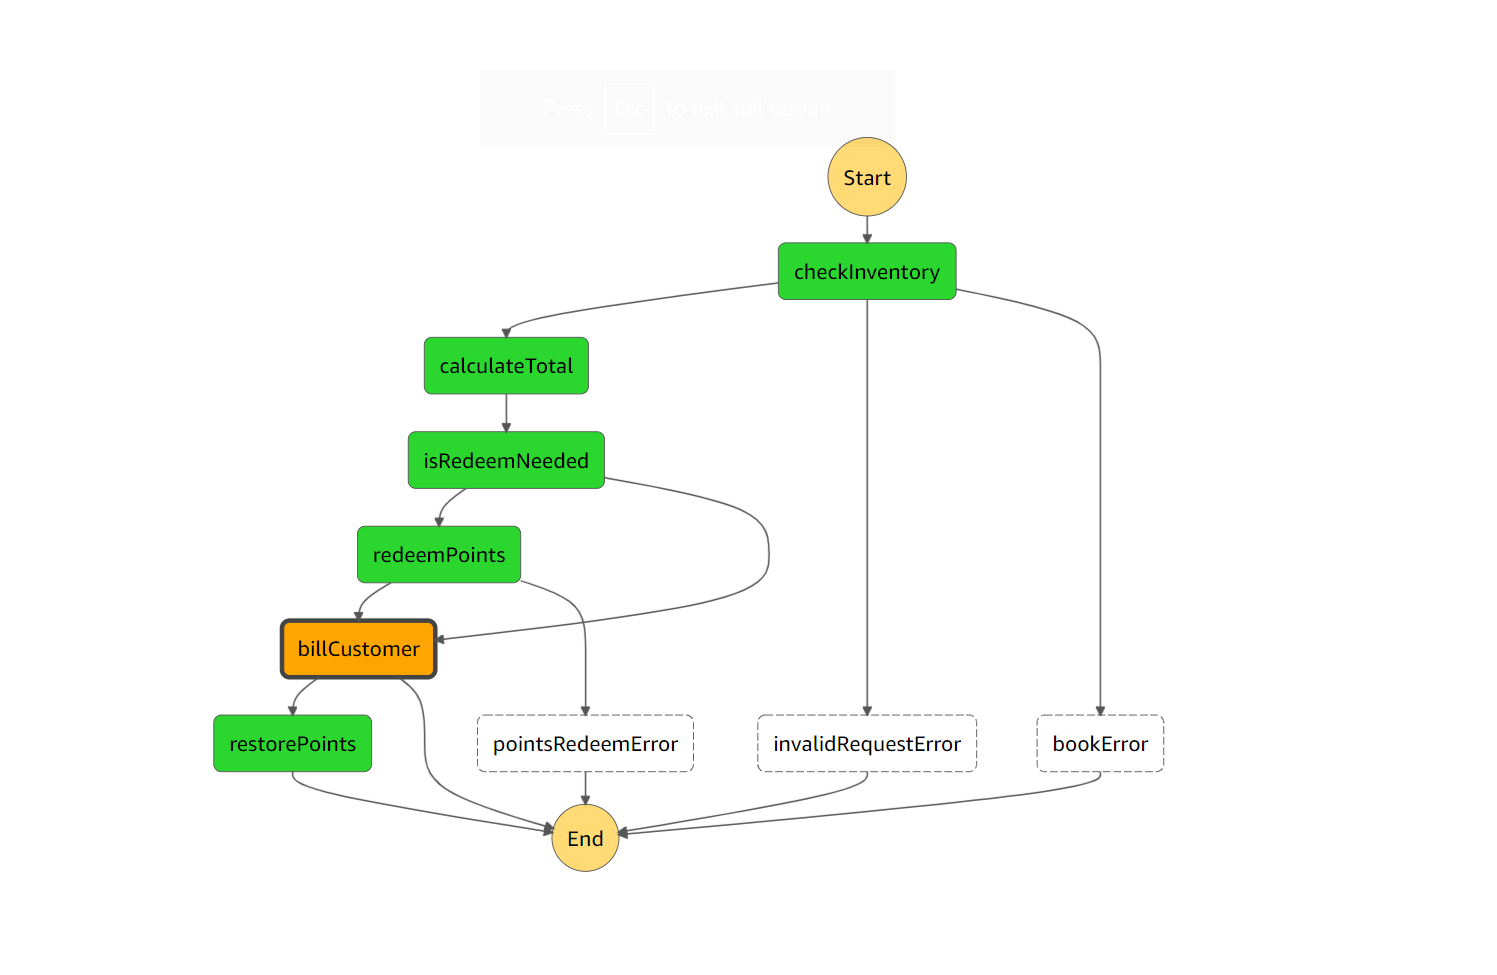 Press Esc to exit full screen
Start
checkInventory
calculateTotal
isRedeemNeeded
redeemPoints
billCustomer
restorePoints
pointsRedeemError
invalidRequestError
bookError
End